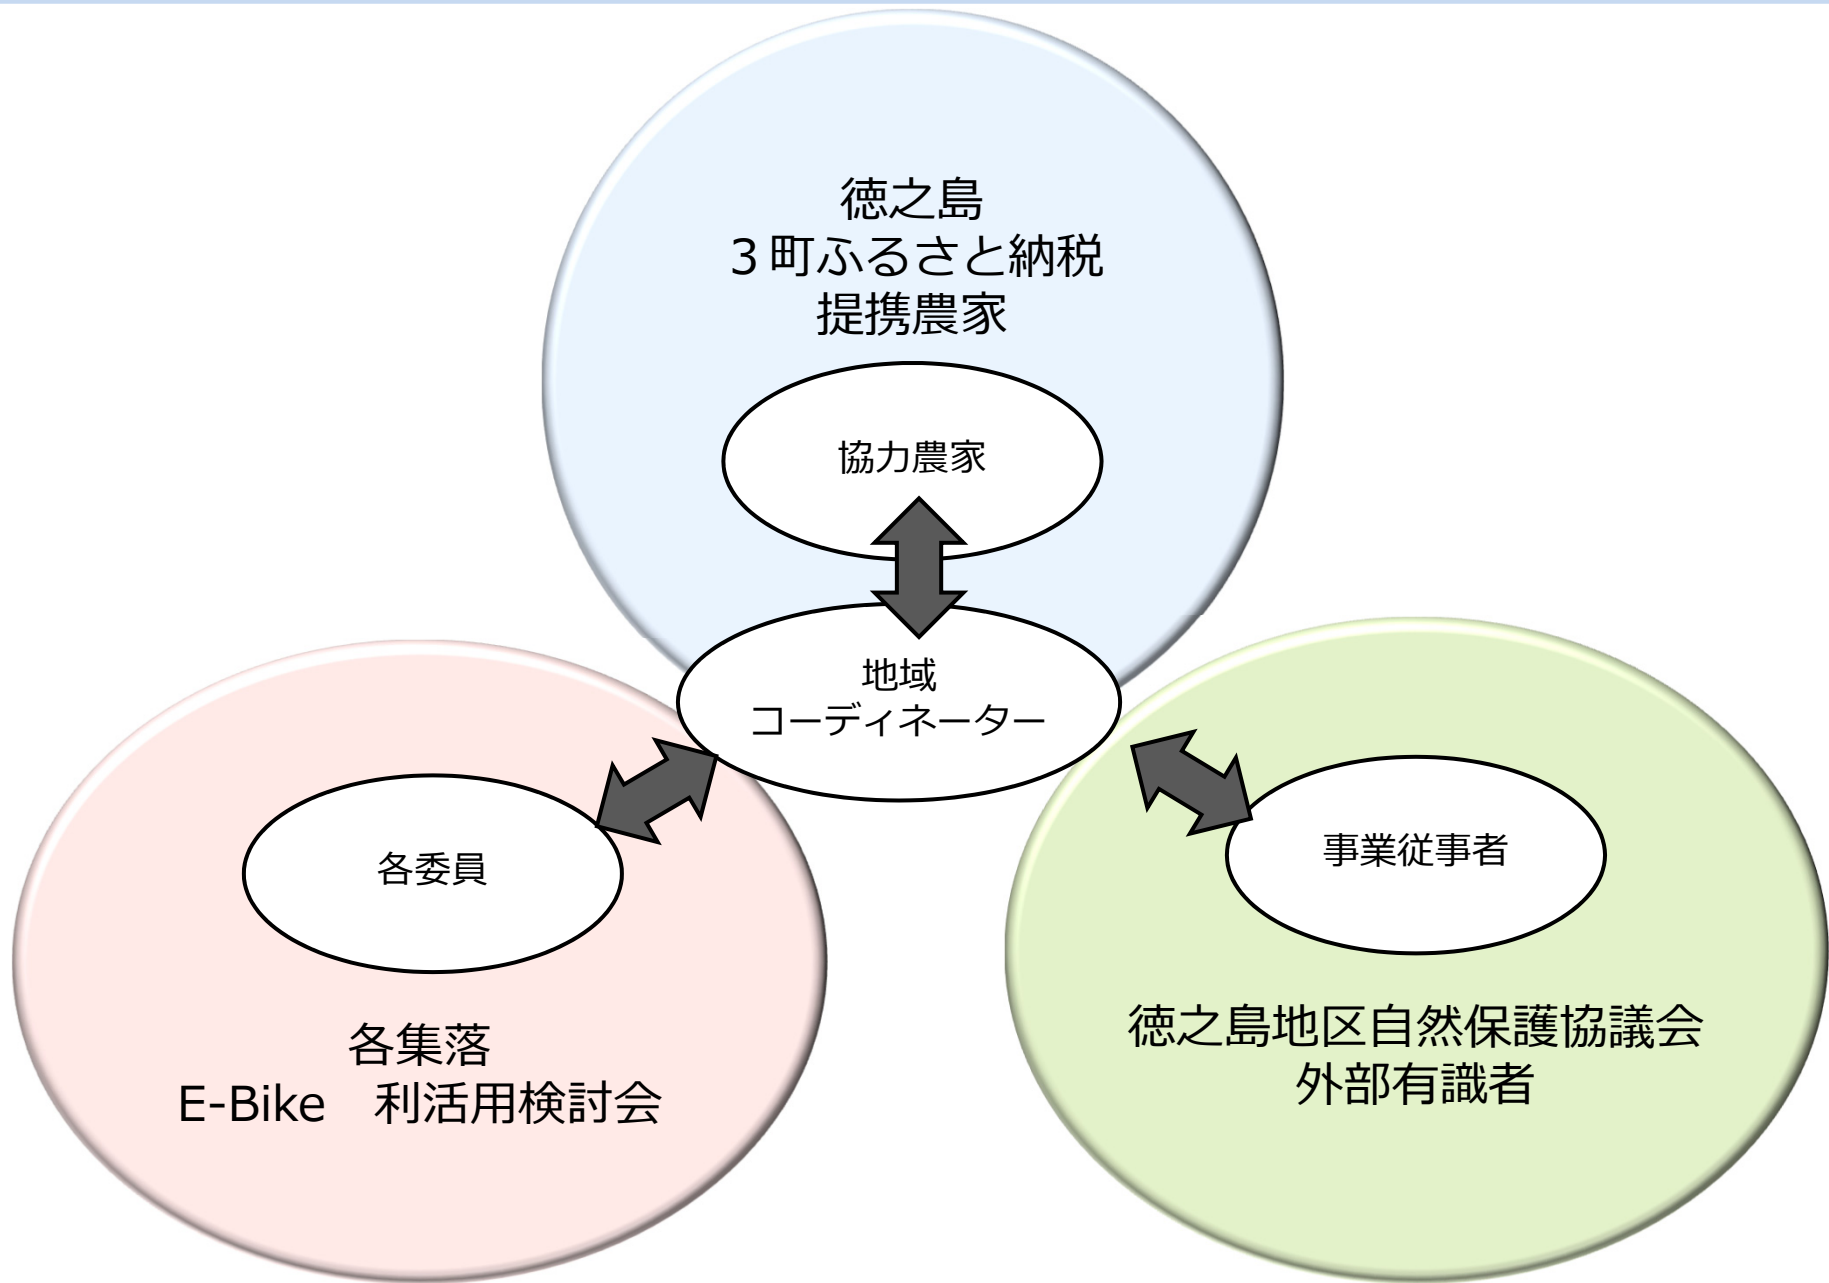 徳之島
３町ふるさと納税
提携農家
協力農家
地域
コーディネーター
各委員
事業従事者
各集落
E-Bike　利活用検討会
徳之島地区自然保護協議会
外部有識者